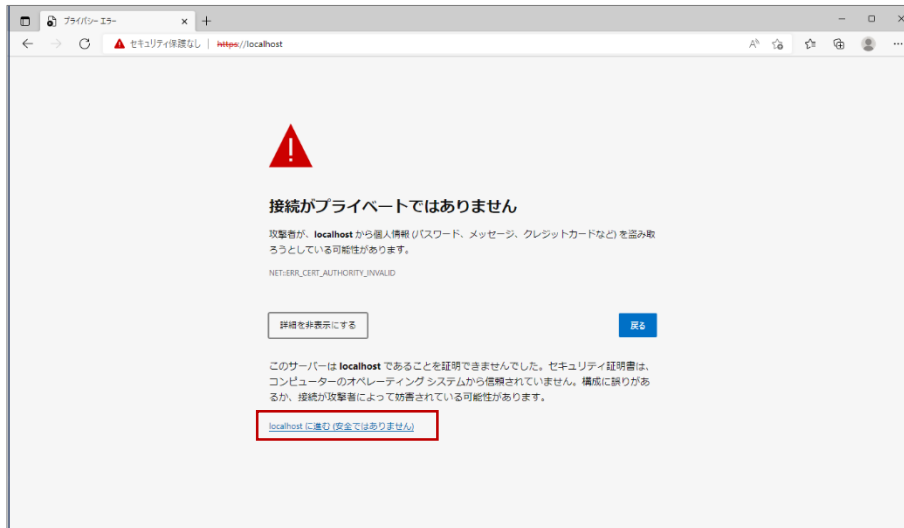 プライバシー エラー
セキュリティ保護なし | https://localhost
接続がプライベートではありません
攻撃者が、localhost から個人情報 (パスワード、メッセージ、クレジットカードなど) を盗み取
ろうとしている可能性があります。
NET::ERR_CERT_AUTHORITY_INVALID
詳細を非表示にする
戻る
このサーバーは localhost であることを証明できませんでした。セキュリティ証明書は、
コンピューターのオペレーティング システムから信頼されていません。構成に誤りがあ
るか、接続が攻撃者によって妨害されている可能性があります。
localhost に進む (安全ではありません)